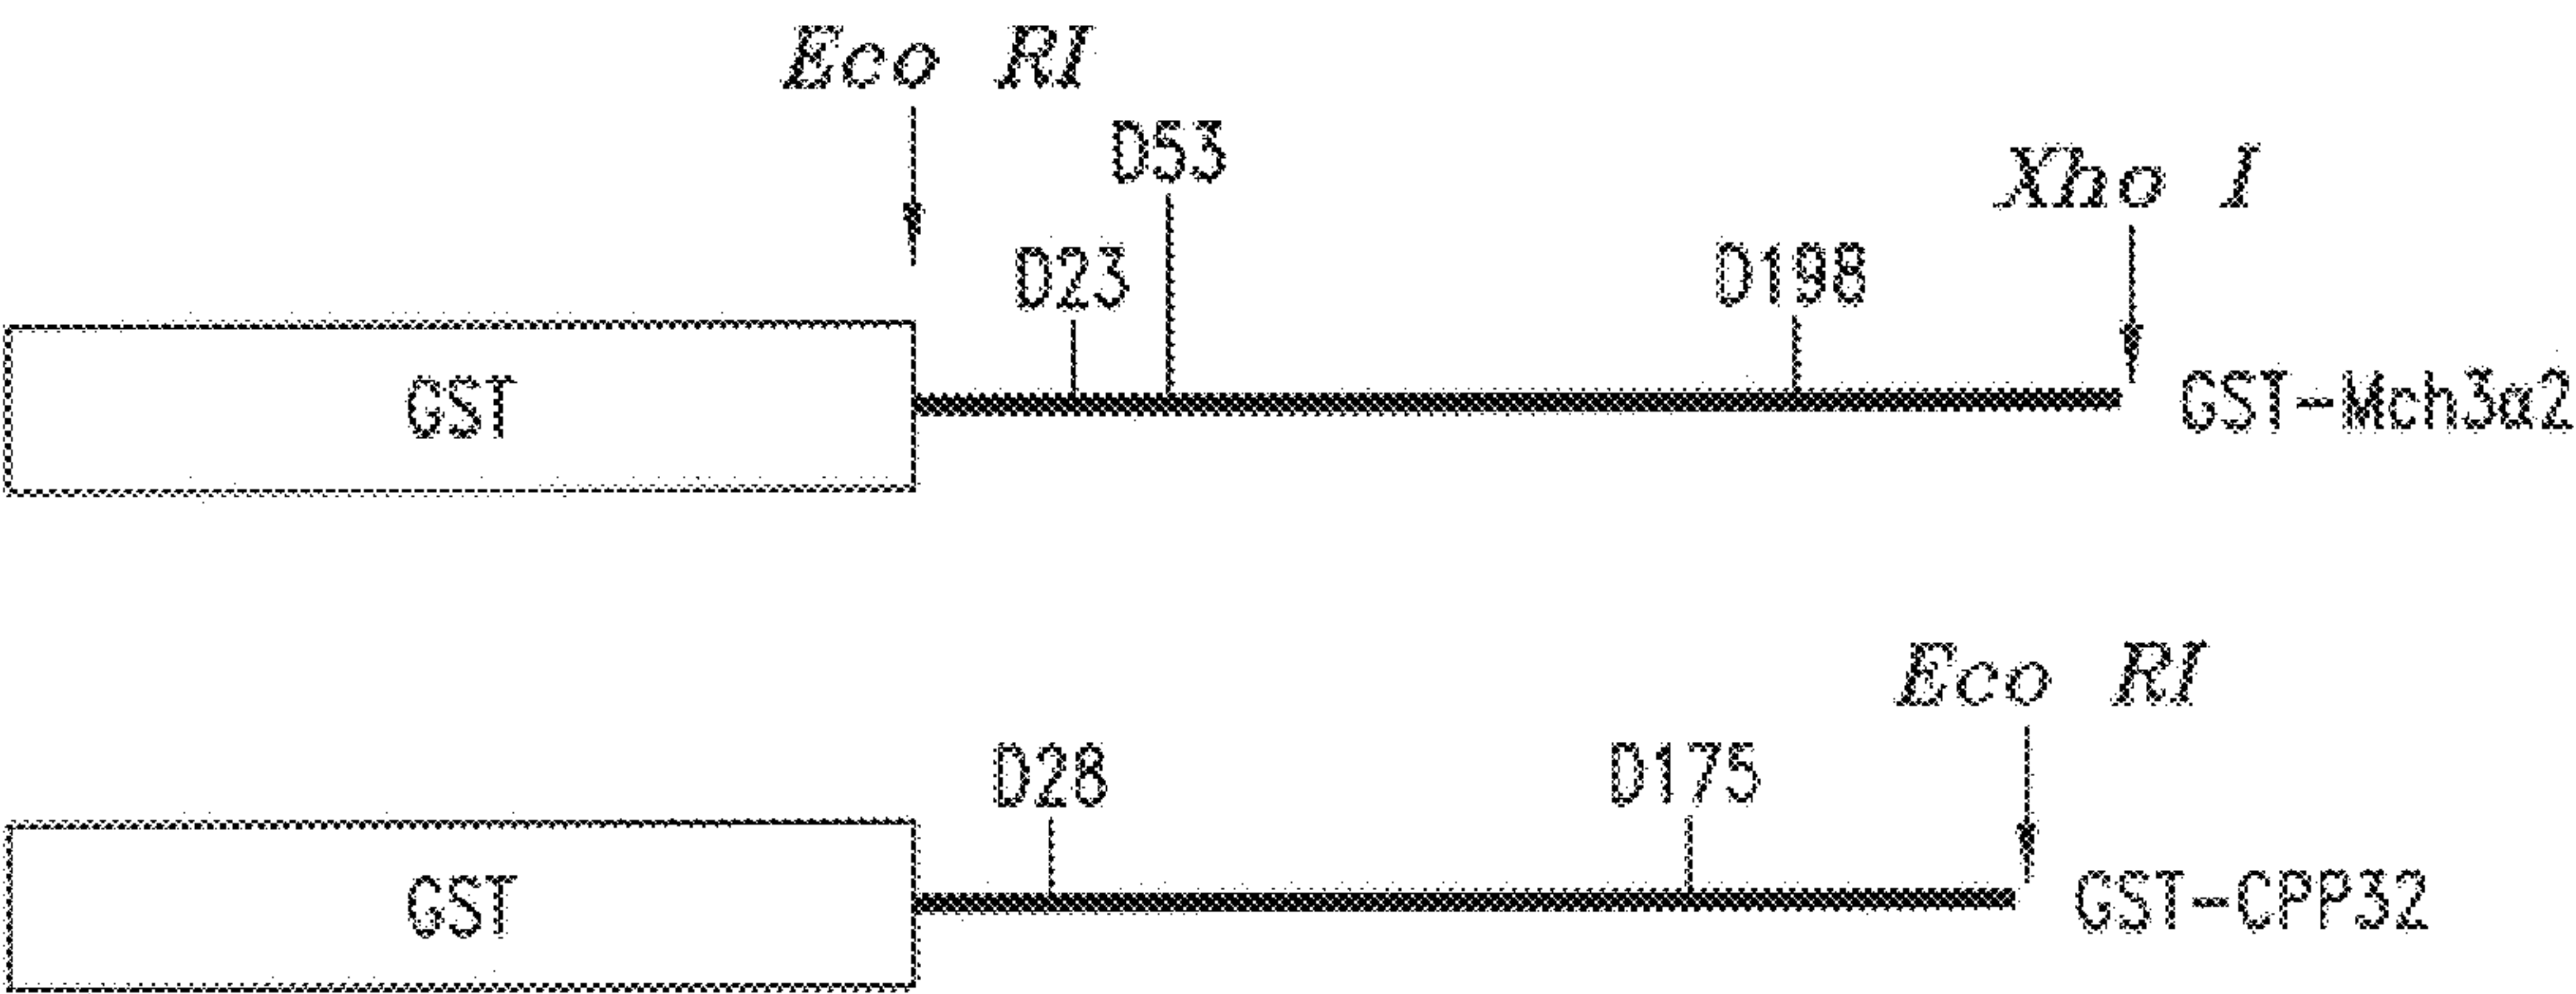 Eco RI
D53
Xho I
D23
D198
GST
GST-Mch3α2
Eco RI
D28
D175
GST
GST-CPP32